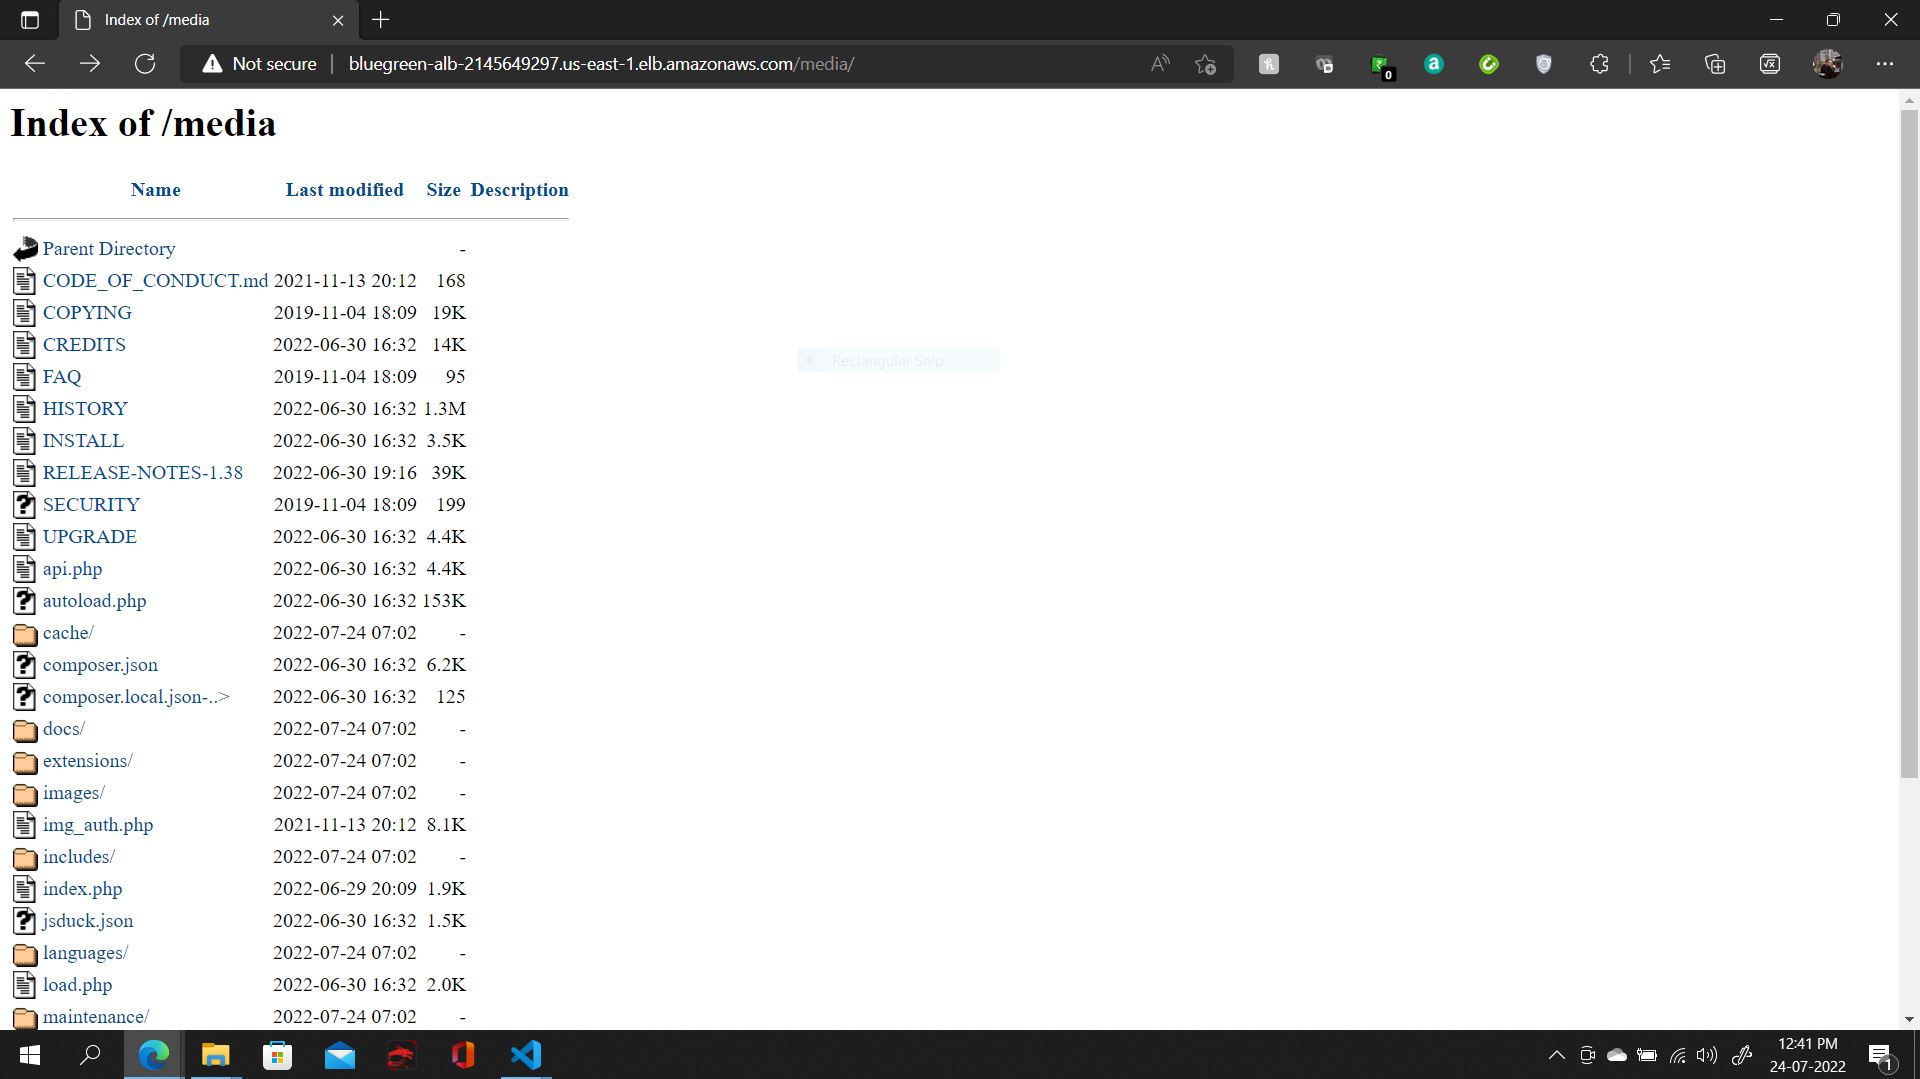 Index of /media
Not secure
bluegreen-alb-2145649297.us-east-1.elb.amazonaws.com/media/
0
Index of /media
Name Last modified Size Description
Parent Directory -
CODE_OF_CONDUCT.md 2021-11-13 20:12 168
COPYING 2019-11-04 18:09 19K
CREDITS 2022-06-30 16:32 14K
FAQ 2019-11-04 18:09 95
HISTORY 2022-06-30 16:32 1.3M
INSTALL 2022-06-30 16:32 3.5K
RELEASE-NOTES-1.38 2022-06-30 19:16 39K
SECURITY 2019-11-04 18:09 199
UPGRADE 2022-06-30 16:32 4.4K
api.php 2022-06-30 16:32 4.4K
autoload.php 2022-06-30 16:32 153K
cache/ 2022-07-24 07:02 -
composer.json 2022-06-30 16:32 6.2K
composer.local.json-..> 2022-06-30 16:32 125
docs/ 2022-07-24 07:02 -
extensions/ 2022-07-24 07:02 -
images/ 2022-07-24 07:02 -
img_auth.php 2021-11-13 20:12 8.1K
includes/ 2022-07-24 07:02 -
index.php 2022-06-29 20:09 1.9K
jsduck.json 2022-06-30 16:32 1.5K
languages/ 2022-07-24 07:02 -
load.php 2022-06-30 16:32 2.0K
maintenance/ 2022-07-24 07:02 -
Rectangular Snip
12:41 PM
24-07-2022
1